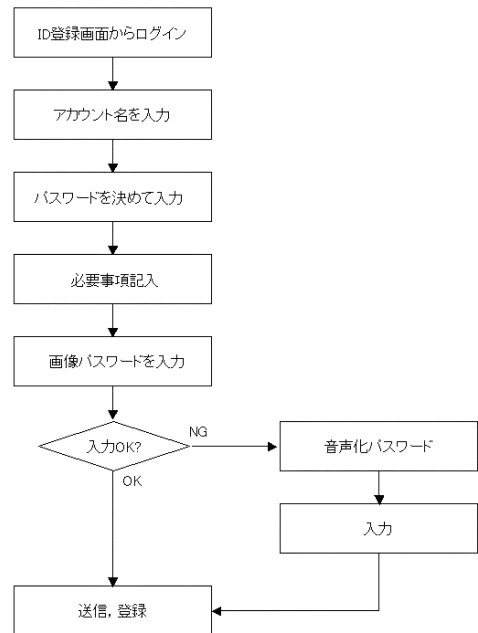 ID登録画面からログイン
アカウント名を入力
パスワードを決めて入力
必要事項記入
画像パスワードを入力
入力OK?
NG
音声化パスワード
OK
入力
送信，登録